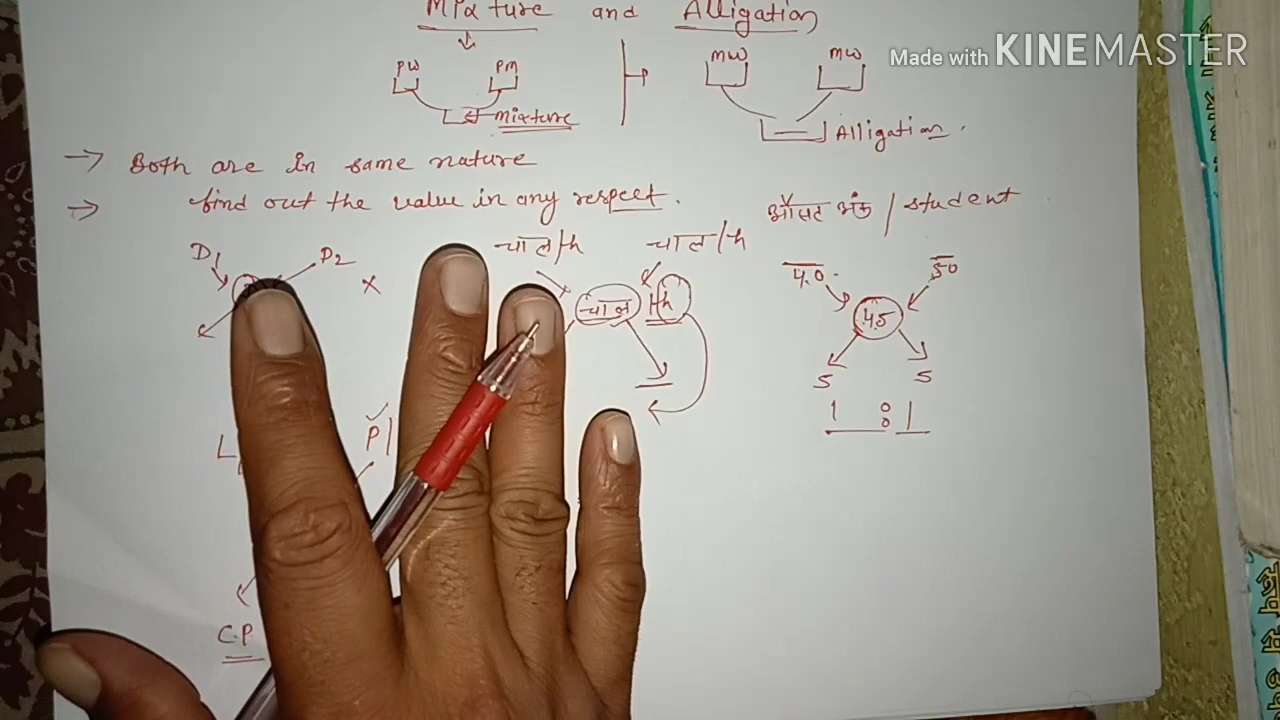 Mixture and Alligation
Made with KINEMASTER
PW PM
MW MW
Mixture
Alligation.
→ Both are in same nature
→ find out the value in any respect.
औसत अंक / student
D1 D2 x
चाल/h चाल/h
चाल/h
40 50
45
5 5
1 : 1
P/
C.P